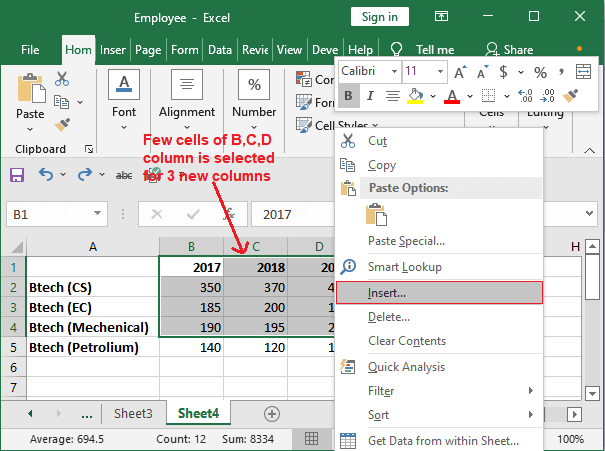 Employee - Excel Sign in
File Hom Inser Page Form Data Revie View Deve Help Tell me Share
Calibri 11 A A $ % ,
B I A .00 .0
Paste Font Alignment Number Con
For
Cell Styles Cells
Clipboard
Few cells of B,C,D
column is selected
for 3 new columns
abc
B1 fx 2017
A B C D H
1 2017 2018 20
2 Btech (CS) 350 370 4
3 Btech (EC) 185 200 1
4 Btech (Mechenical) 190 195 2
5 Btech (Petrolium) 140 120 1
6
7
Cut
Copy
Paste Options:
Paste Special...
Smart Lookup
Insert...
Delete...
Clear Contents
Quick Analysis
Filter
Sort
Get Data from within Sheet...
... Sheet3 Sheet4
Average: 694.5 Count: 12 Sum: 8334 100%